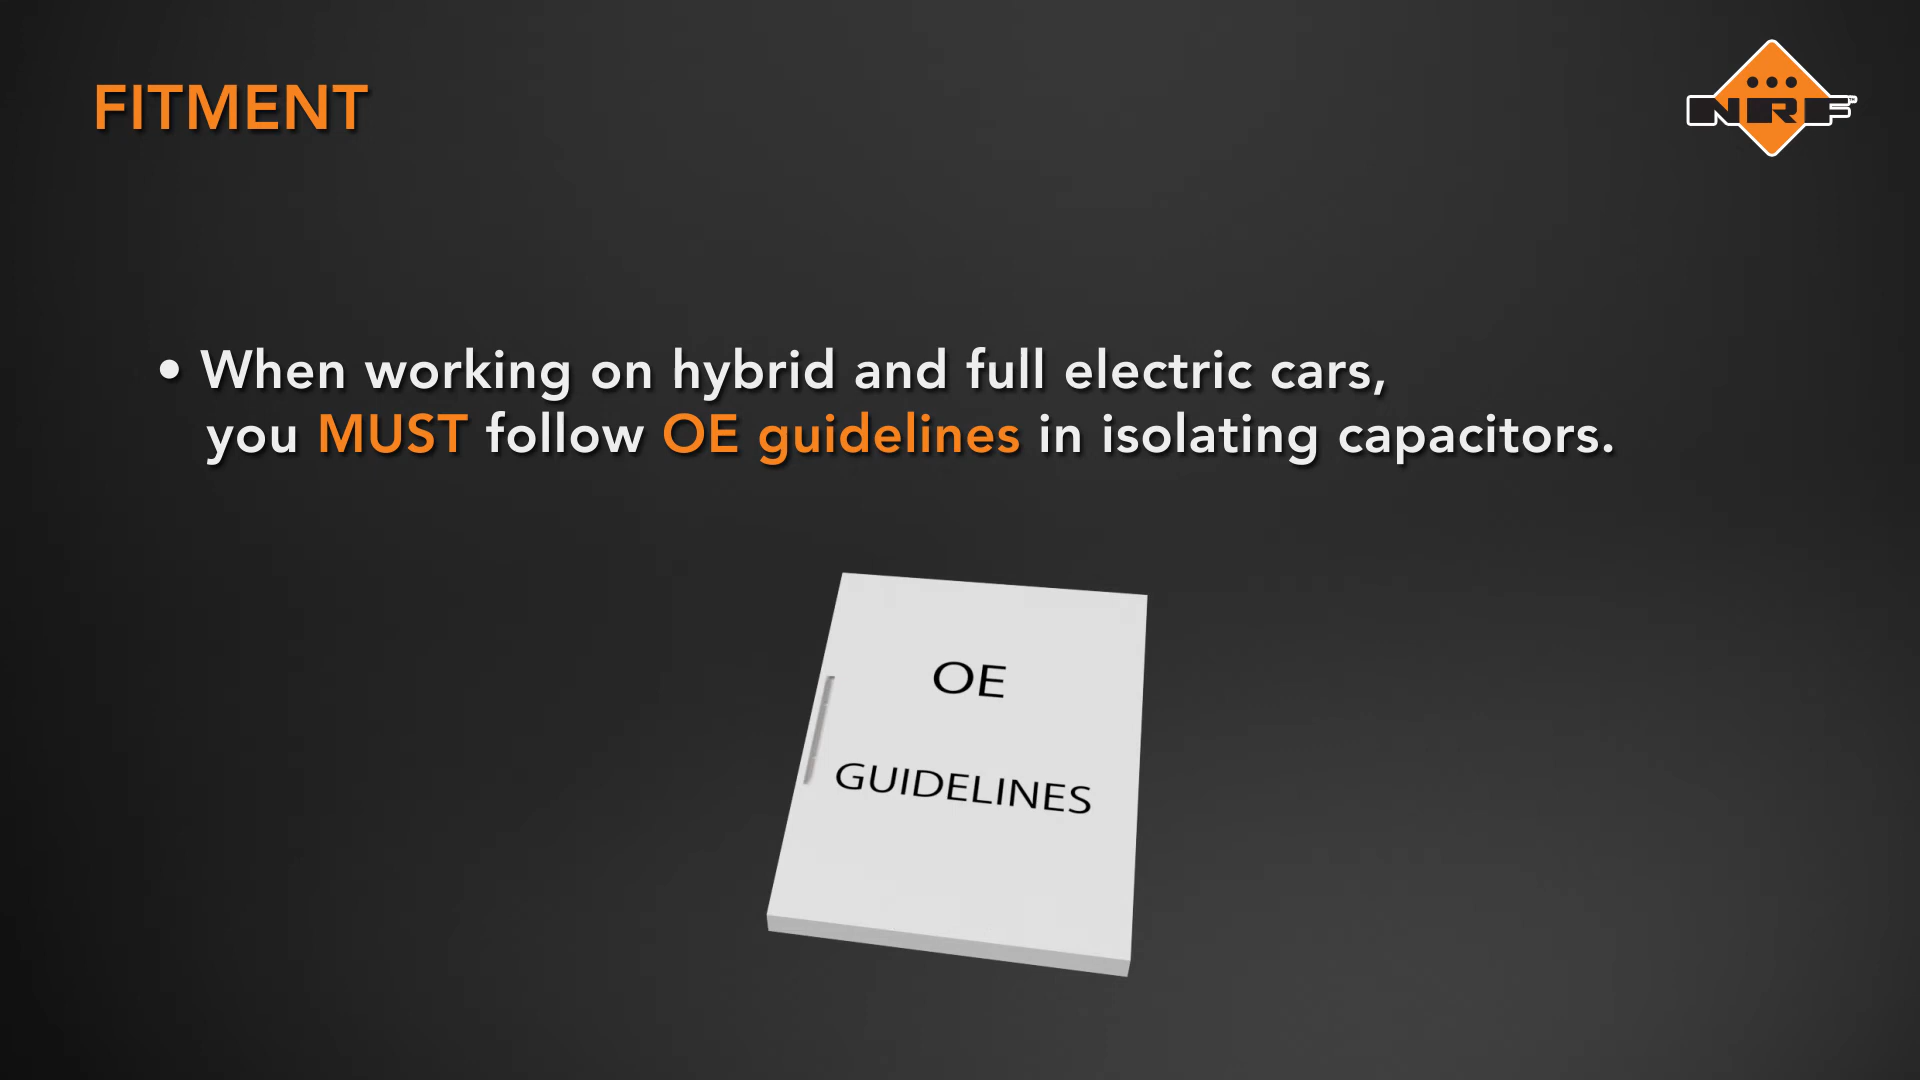 FITMENT
NRF
• When working on hybrid and full electric cars,
you MUST follow OE guidelines in isolating capacitors.
OE
GUIDELINES